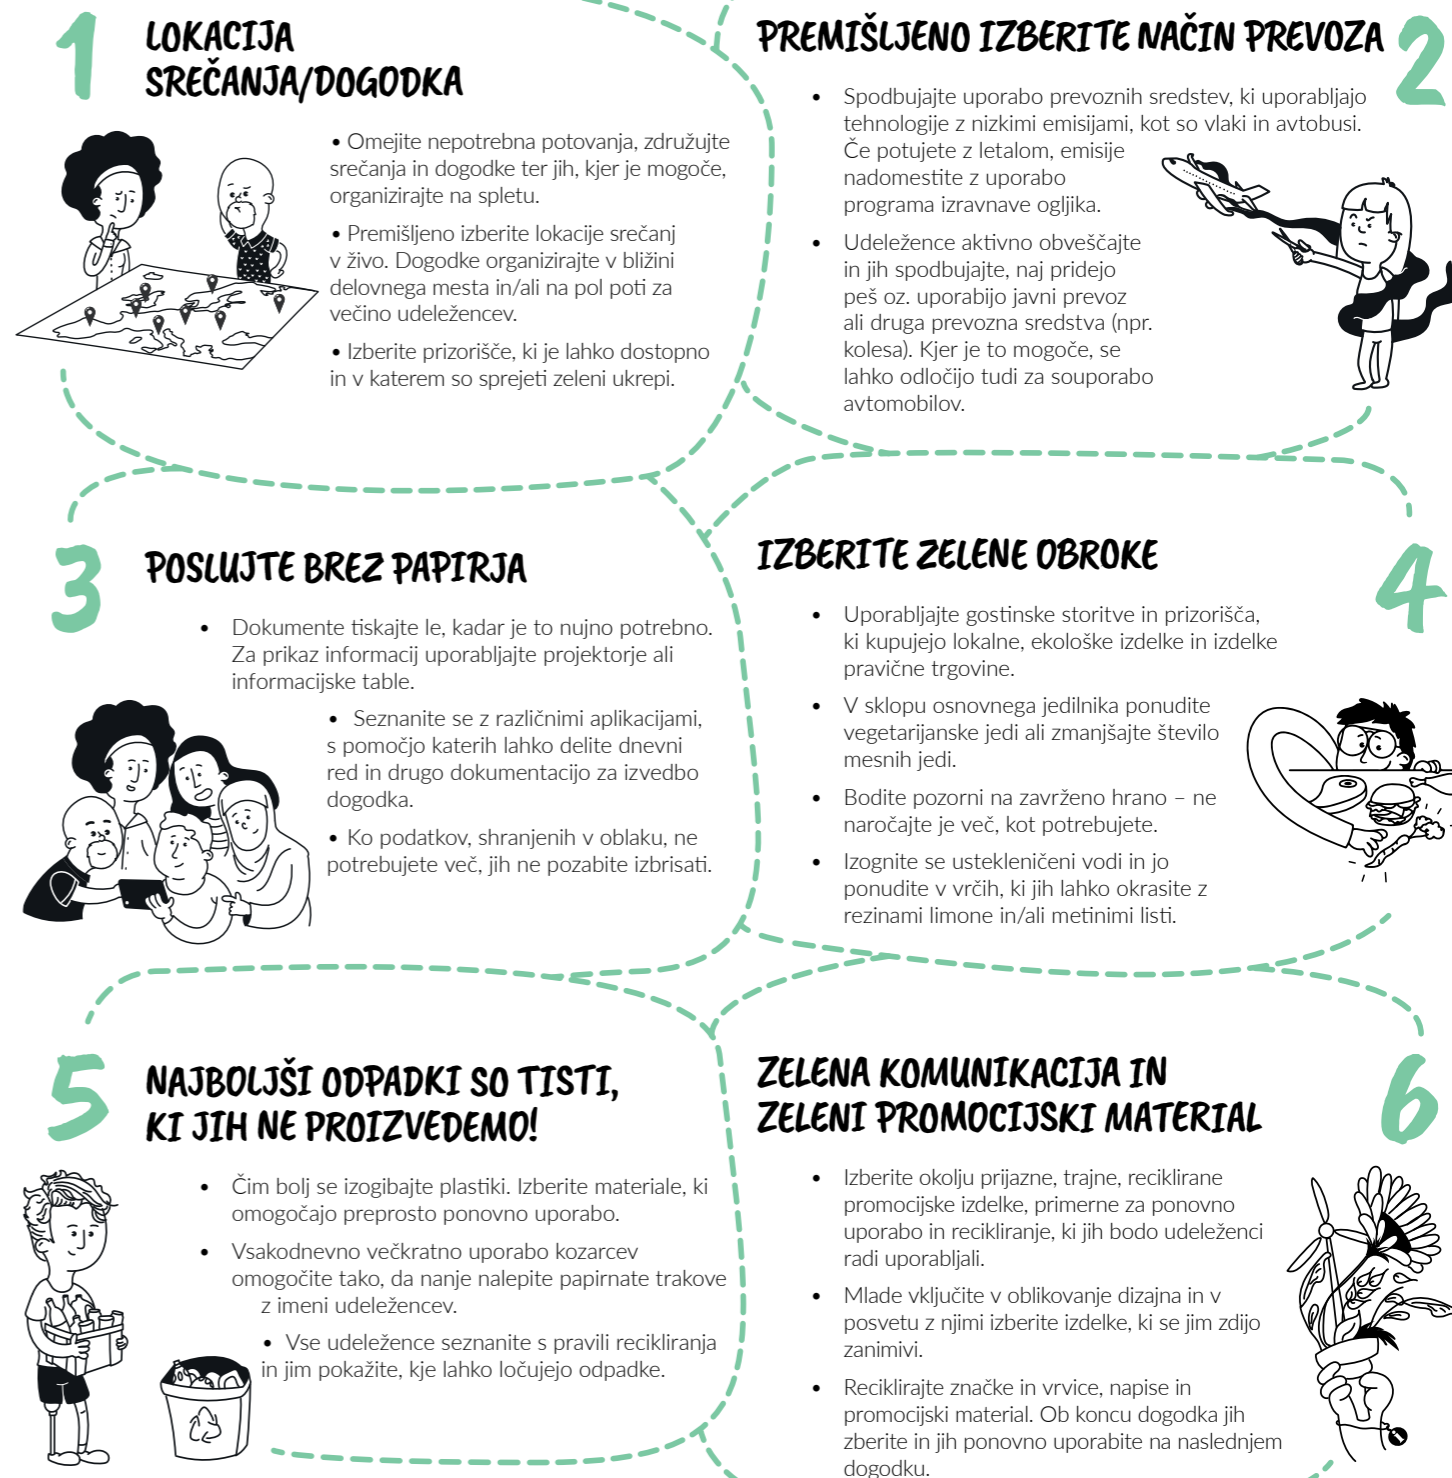 1
LOKACIJA
SREČANJA/DOGODKA
• Omejite nepotrebna potovanja, združujte
srečanja in dogodke ter jih, kjer je mogoče,
organizirajte na spletu.
• Premišljeno izberite lokacije srečanj
v živo. Dogodke organizirajte v bližini
delovnega mesta in/ali na pol poti za
večino udeležencev.
• Izberite prizorišče, ki je lahko dostopno
in v katerem so sprejeti zeleni ukrepi.
PREMIŠLJENO IZBERITE NAČIN PREVOZA
2
• Spodbujajte uporabo prevoznih sredstev, ki uporabljajo
tehnologije z nizkimi emisijami, kot so vlaki in avtobusi.
Če potujete z letalom, emisije
nadomestite z uporabo
programa izravnave ogljika.
• Udeležence aktivno obveščajte
in jih spodbujajte, naj pridejo
peš oz. uporabijo javni prevoz
ali druga prevozna sredstva (npr.
kolesa). Kjer je to mogoče, se
lahko odločijo tudi za souporabo
avtomobilov.
3
POSLUJTE BREZ PAPIRJA
• Dokumente tiskajte le, kadar je to nujno potrebno.
Za prikaz informacij uporabljajte projektorje ali
informacijske table.
• Seznanite se z različnimi aplikacijami,
s pomočjo katerih lahko delite dnevni
red in drugo dokumentacijo za izvedbo
dogodka.
• Ko podatkov, shranjenih v oblaku, ne
potrebujete več, jih ne pozabite izbrisati.
IZBERITE ZELENE OBROKE
4
• Uporabljajte gostinske storitve in prizorišča,
ki kupujejo lokalne, ekološke izdelke in izdelke
pravične trgovine.
• V sklopu osnovnega jedilnika ponudite
vegetarijanske jedi ali zmanjšajte število
mesnih jedi.
• Bodite pozorni na zavrženo hrano – ne
naročajte je več, kot potrebujete.
• Izognite se ustekleničeni vodi in jo
ponudite v vrčih, ki jih lahko okrasite z
rezinami limone in/ali metinimi listi.
5
NAJBOLJŠI ODPADKI SO TISTI,
KI JIH NE PROIZVEDEMO!
• Čim bolj se izogibajte plastiki. Izberite materiale, ki
omogočajo preprosto ponovno uporabo.
• Vsakodnevno večkratno uporabo kozarcev
omogočite tako, da nanje nalepite papirnate trakove
z imeni udeležencev.
• Vse udeležence seznanite s pravili recikliranja
in jim pokažite, kje lahko ločujejo odpadke.
ZELENA KOMUNIKACIJA IN
ZELENI PROMOCIJSKI MATERIAL
6
• Izberite okolju prijazne, trajne, reciklirane
promocijske izdelke, primerne za ponovno
uporabo in recikliranje, ki jih bodo udeleženci
radi uporabljali.
• Mlade vključite v oblikovanje dizajna in v
posvetu z njimi izberite izdelke, ki se jim zdijo
zanimivi.
• Reciklirajte značke in vrvice, napise in
promocijski material. Ob koncu dogodka jih
zberite in jih ponovno uporabite na naslednjem
dogodku.